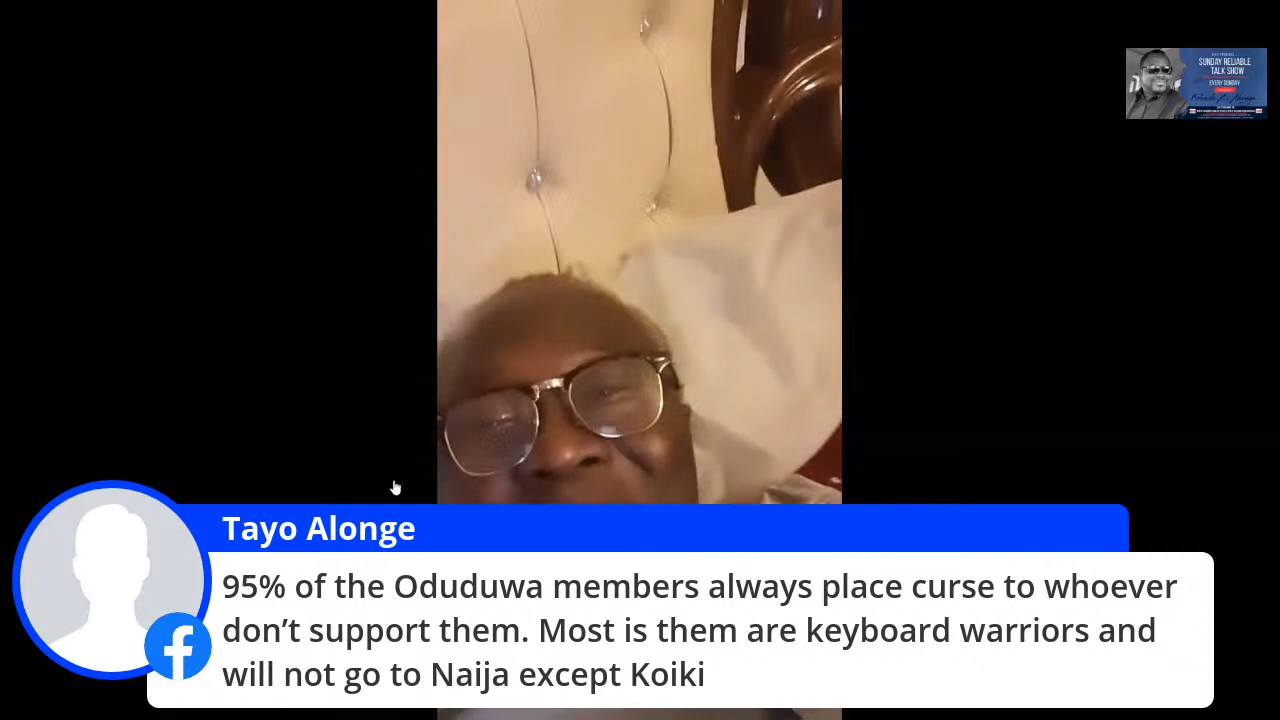 SUNDAY RELIABLE
TALK SHOW
EVERY SUNDAY
Tayo Alonge
95% of the Oduduwa members always place curse to whoever
don’t support them. Most is them are keyboard warriors and
will not go to Naija except Koiki